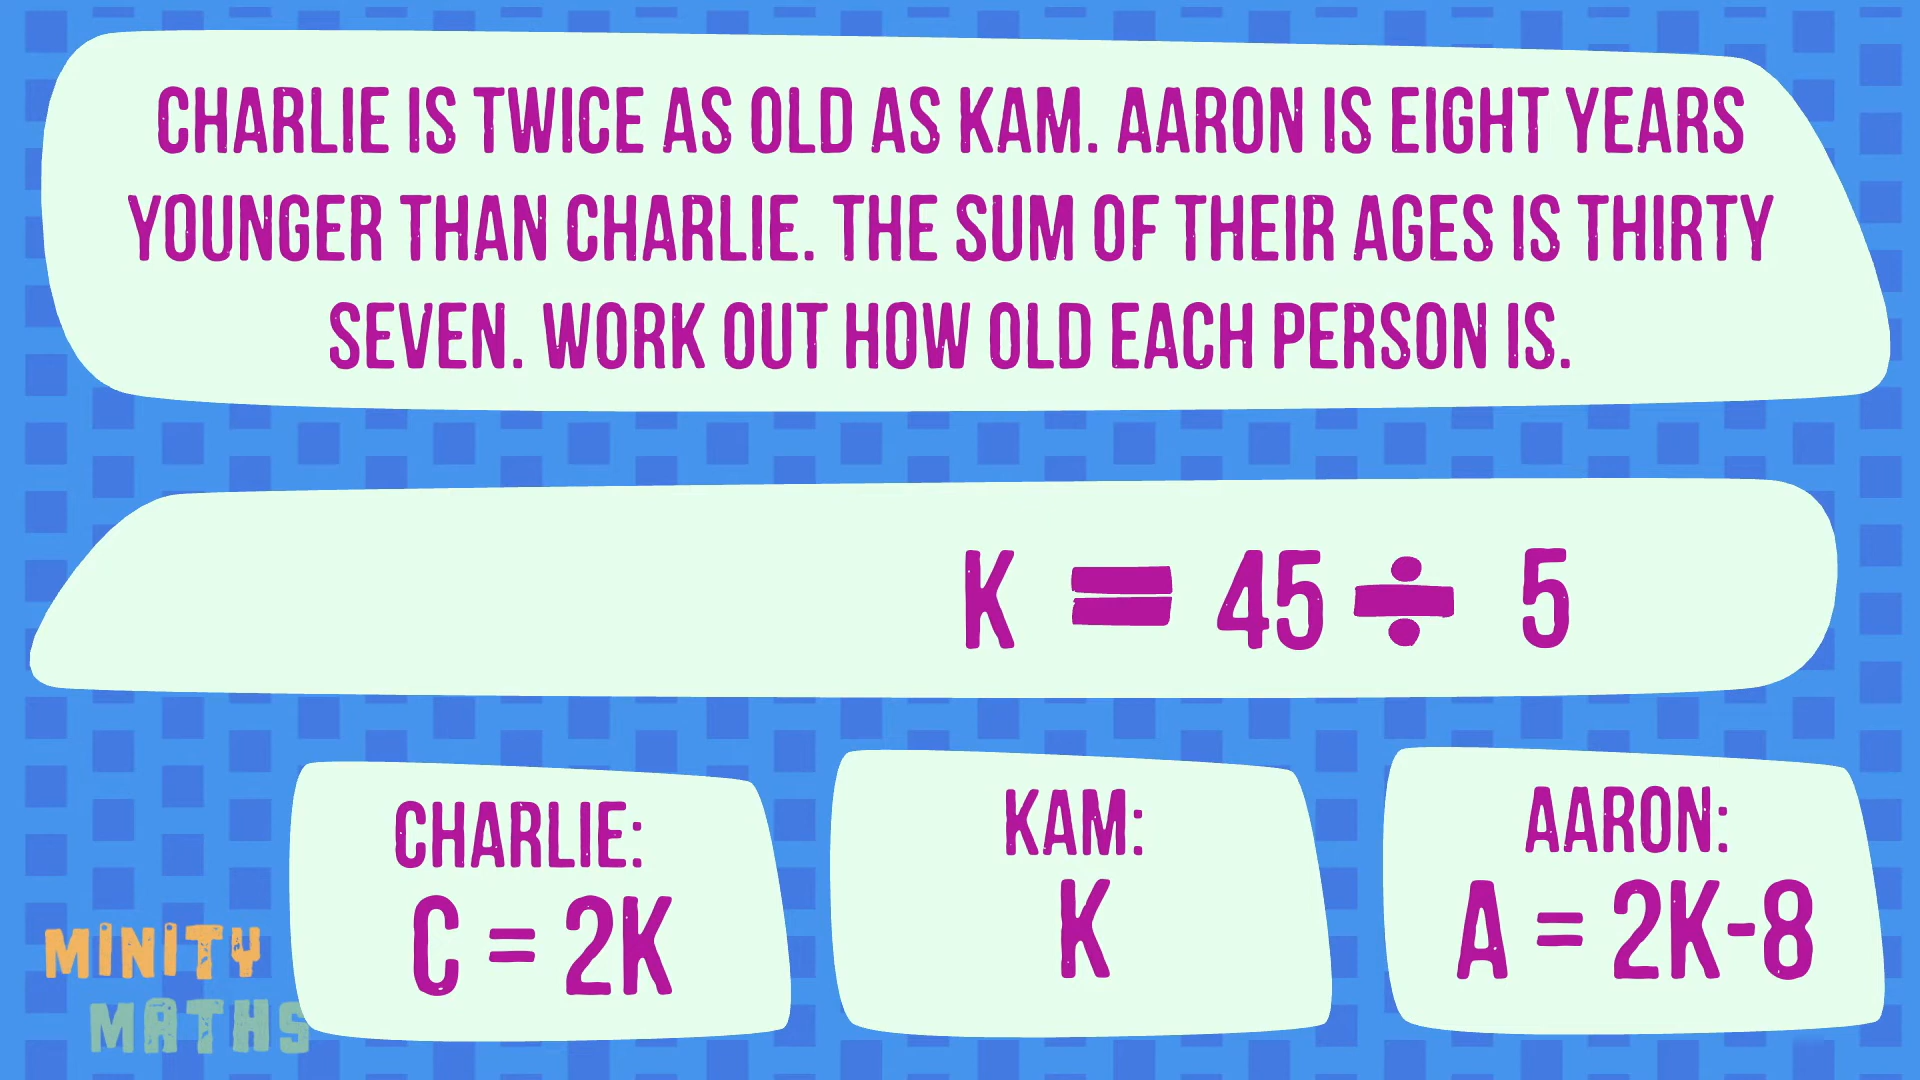 CHARLIE IS TWICE AS OLD AS KAM. AARON IS EIGHT YEARS
YOUNGER THAN CHARLIE. THE SUM OF THEIR AGES IS THIRTY
SEVEN. WORK OUT HOW OLD EACH PERSON IS.
K = 45 ÷ 5
CHARLIE:
C = 2K
KAM:
K
AARON:
A = 2K-8
MINITY
MATHS